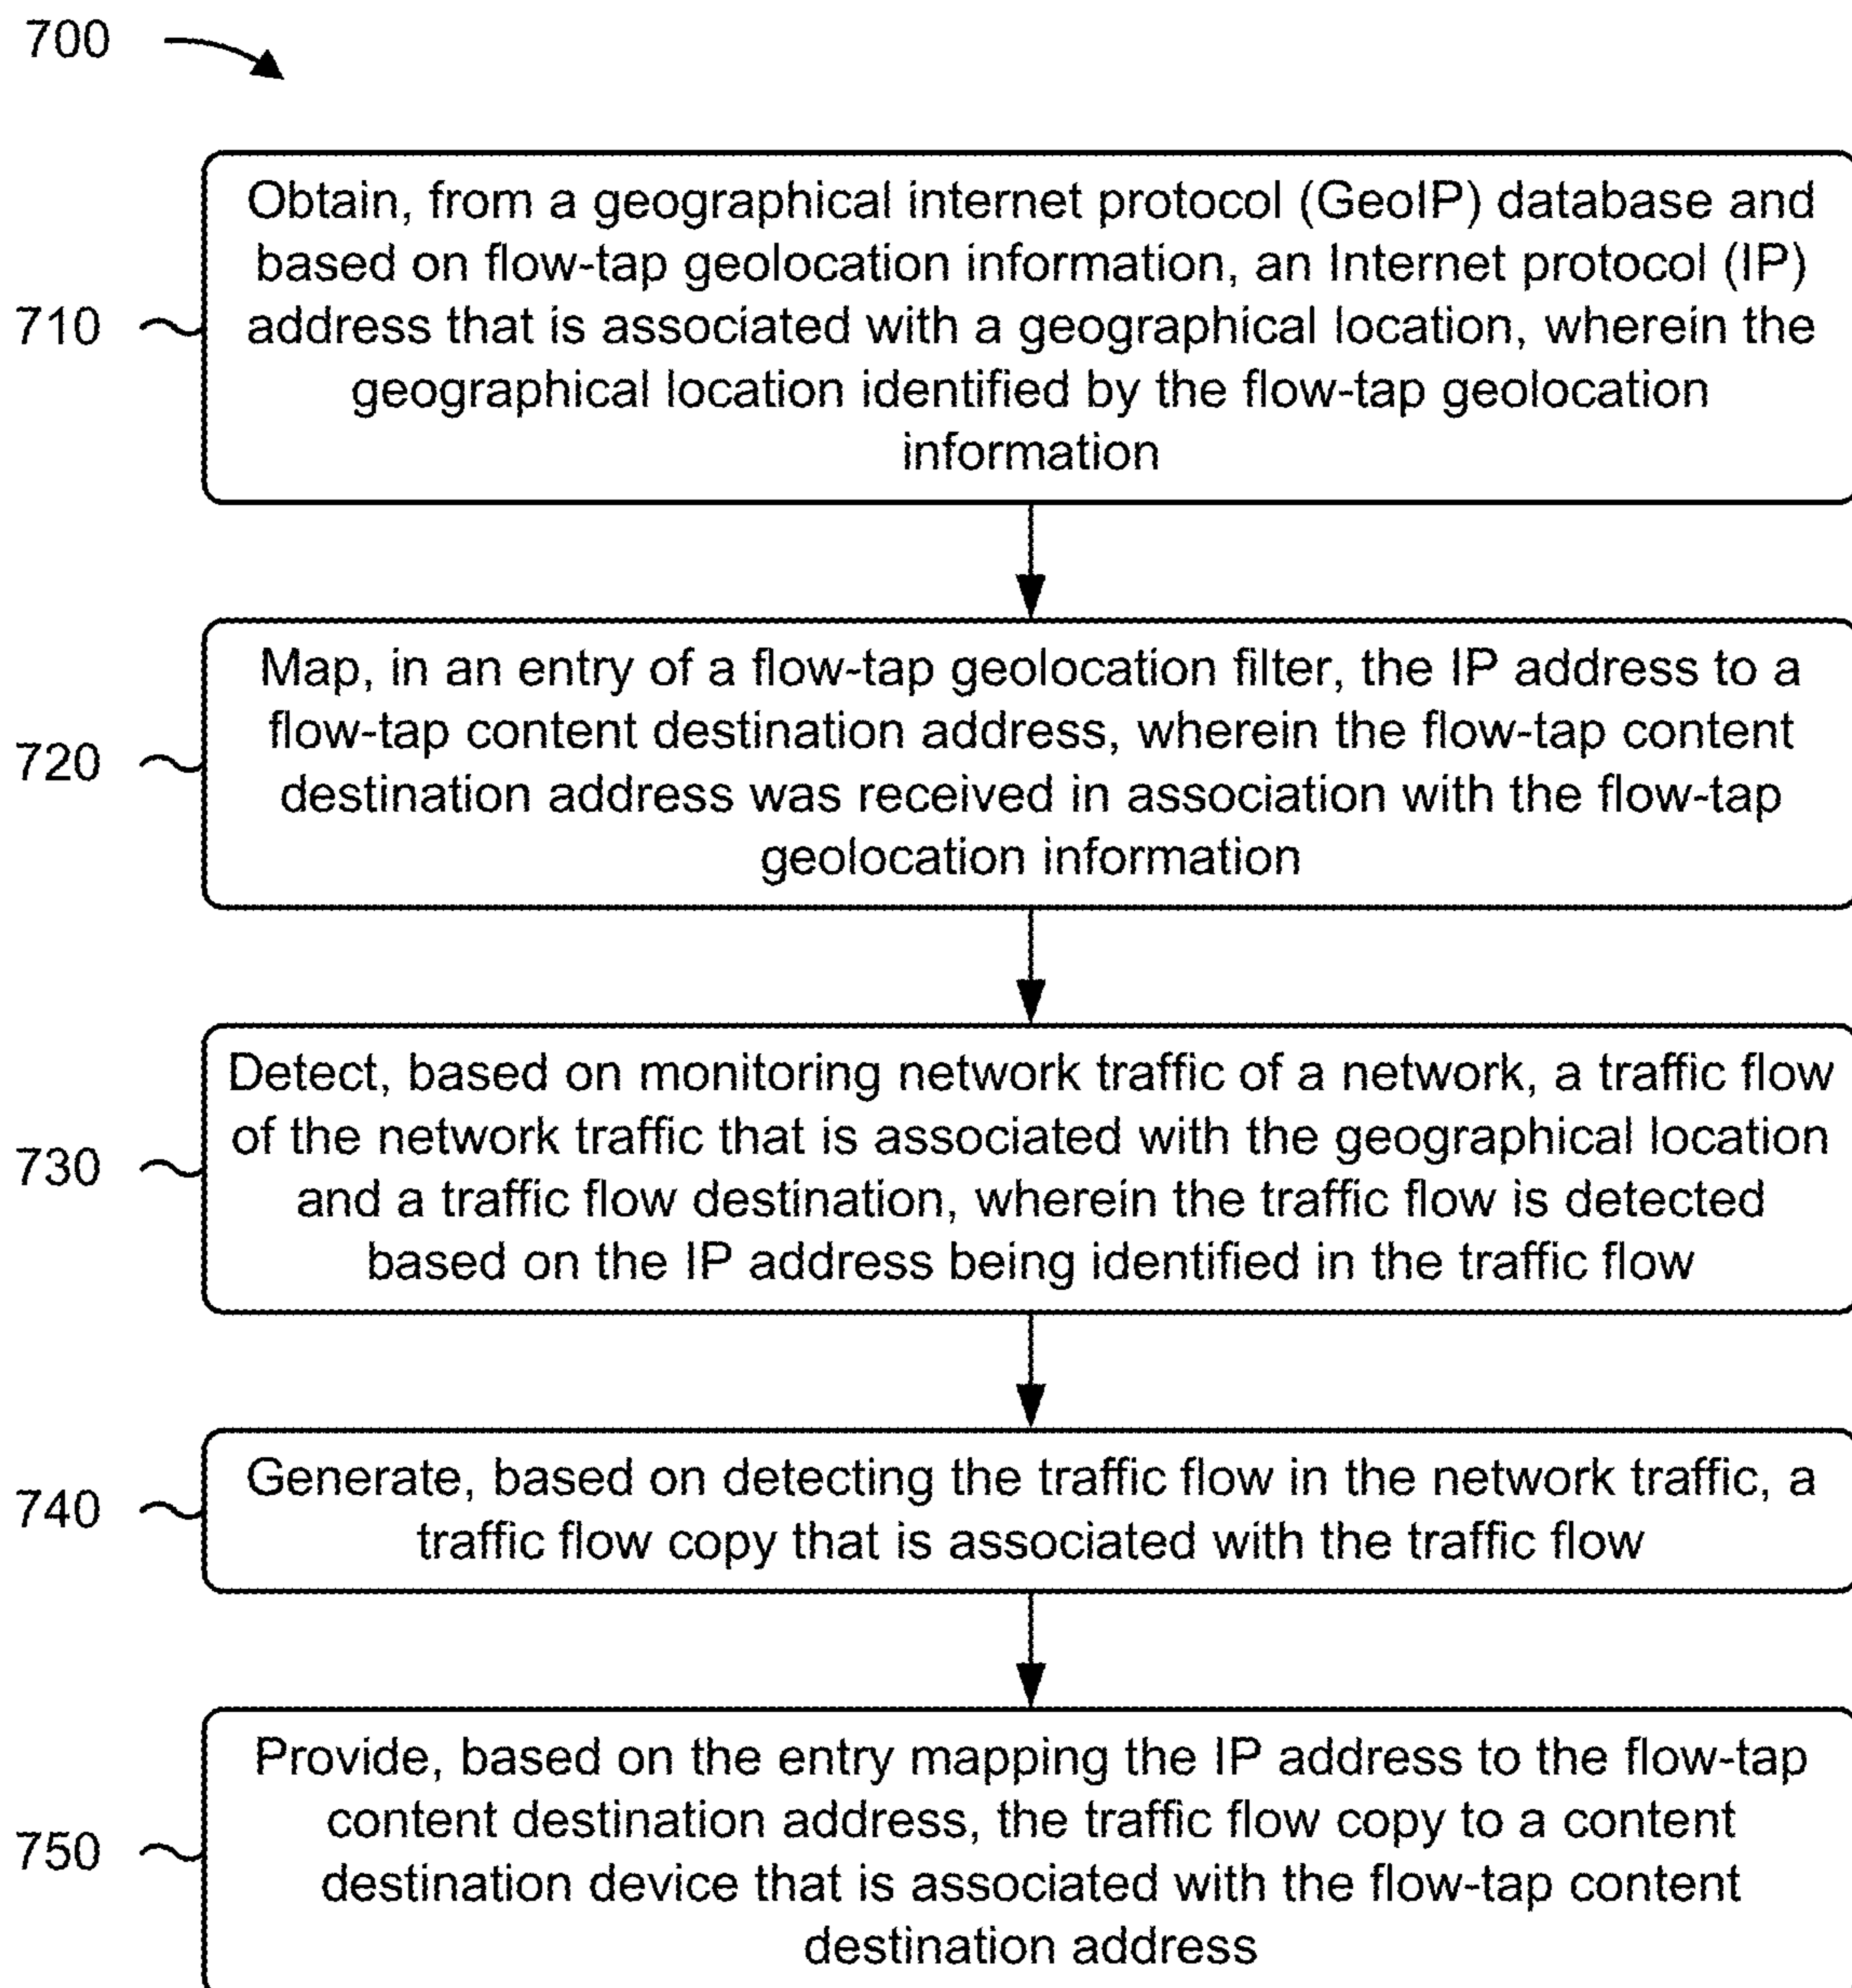 700
Obtain, from a geographical internet protocol (GeoIP) database and
based on flow-tap geolocation information, an Internet protocol (IP)
710 address that is associated with a geographical location, wherein the
geographical location identified by the flow-tap geolocation
information
Map, in an entry of a flow-tap geolocation filter, the IP address to a
flow-tap content destination address, wherein the flow-tap content
720
destination address was received in association with the flow-tap
geolocation information
Detect, based on monitoring network traffic of a network, a traffic flow
of the network traffic that is associated with the geographical location
730
and a traffic flow destination, wherein the traffic flow is detected
based on the IP address being identified in the traffic flow
Generate, based on detecting the traffic flow in the network traffic, a
740
traffic flow copy that is associated with the traffic flow
Provide, based on the entry mapping the IP address to the flow-tap
content destination address, the traffic flow copy to a content
750
destination device that is associated with the flow-tap content
destination address